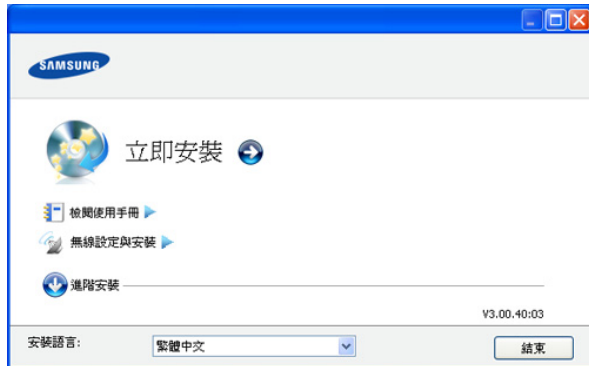 SAMSUNG
立即安裝
檢閱使用手冊
無線設定與安裝
進階安裝
V3.00.40:03
安裝語言:
繁體中文
結束